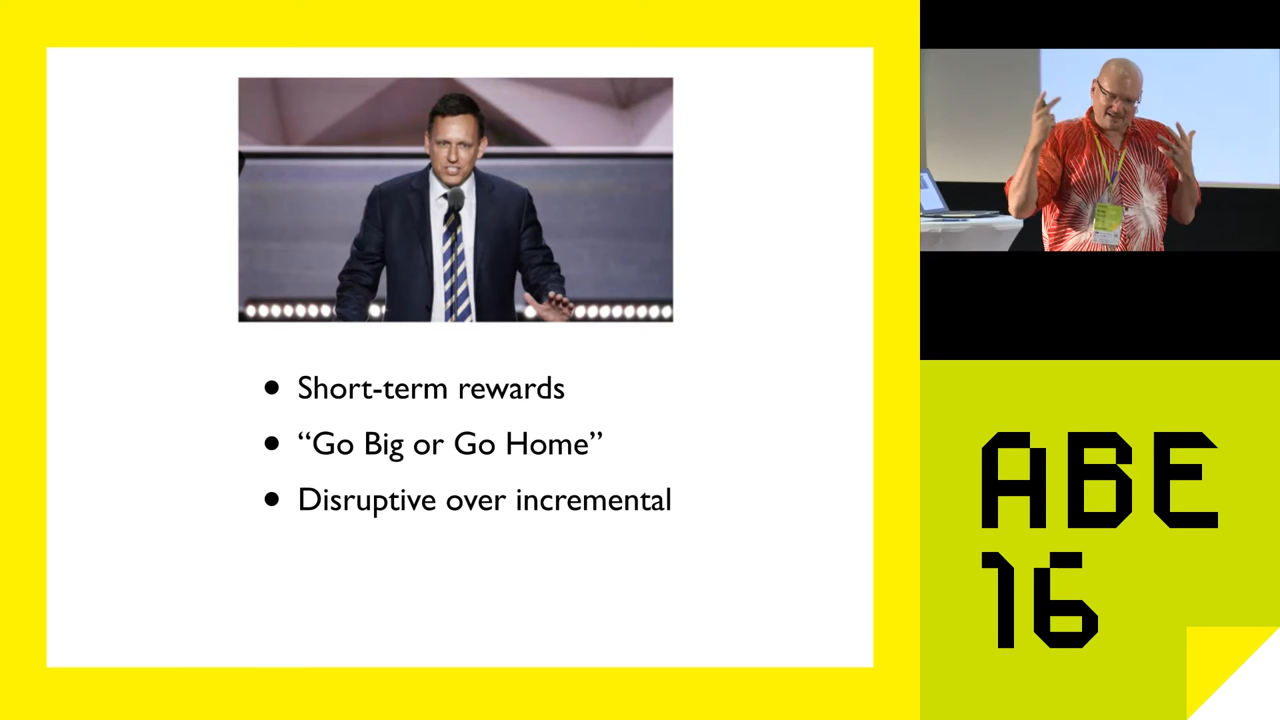 Short-term rewards
“Go Big or Go Home”
Disruptive over incremental
ABE
16